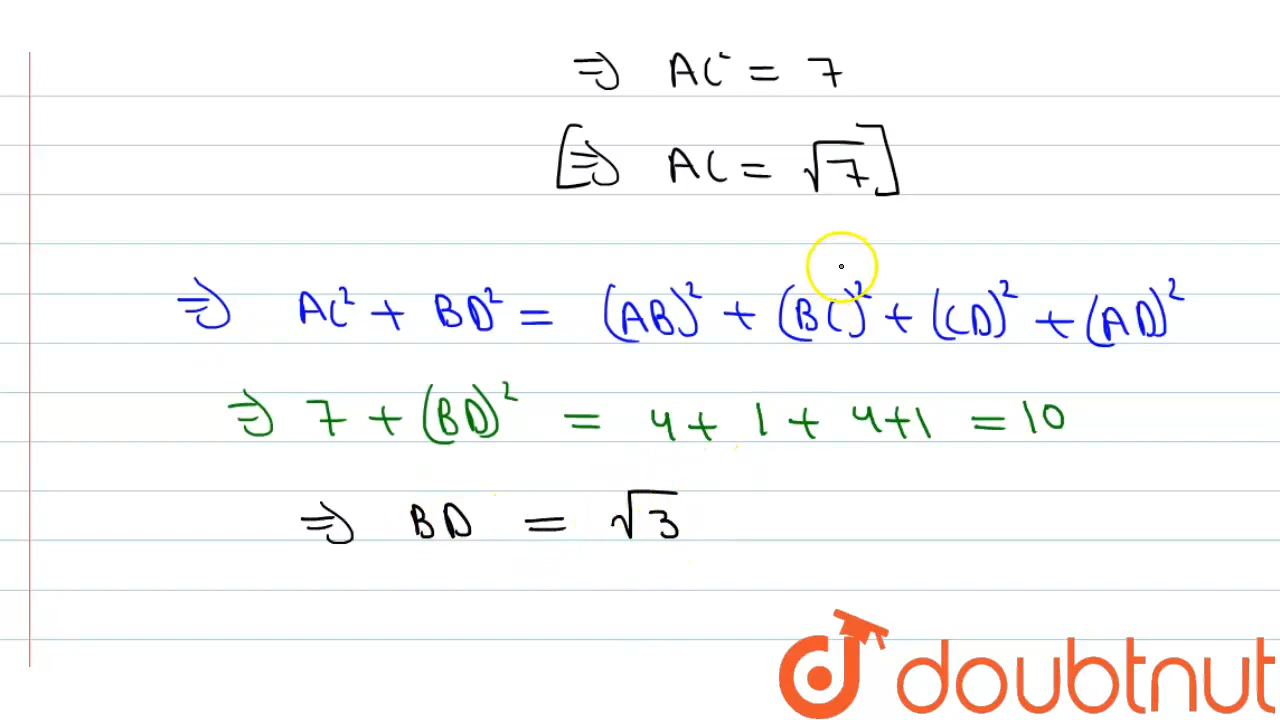 ⇒ AC² = 7
[⇒ AC = √7]
⇒ AC² + BD² = (AB)² + (BC)² + (CD)² + (AD)²
⇒ 7 + (BD)² = 4 + 1 + 4 + 1 = 10
⇒ BD = √3
doubtnut